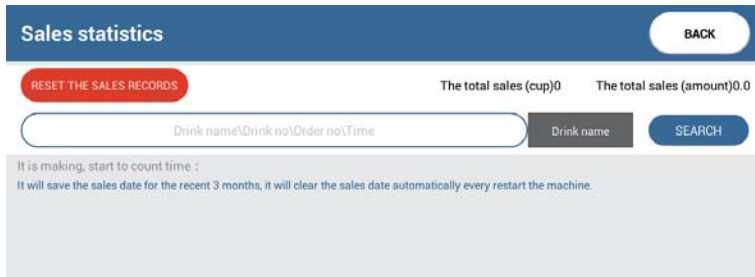 Sales statistics
BACK
RESET THE SALES RECORDS
The total sales (cup)0
The total sales (amount)0.0
Drink name\Drink no\Order no\Time
Drink name
SEARCH
It is making, start to count time :
It will save the sales date for the recent 3 months, it will clear the sales date automatically every restart the machine.